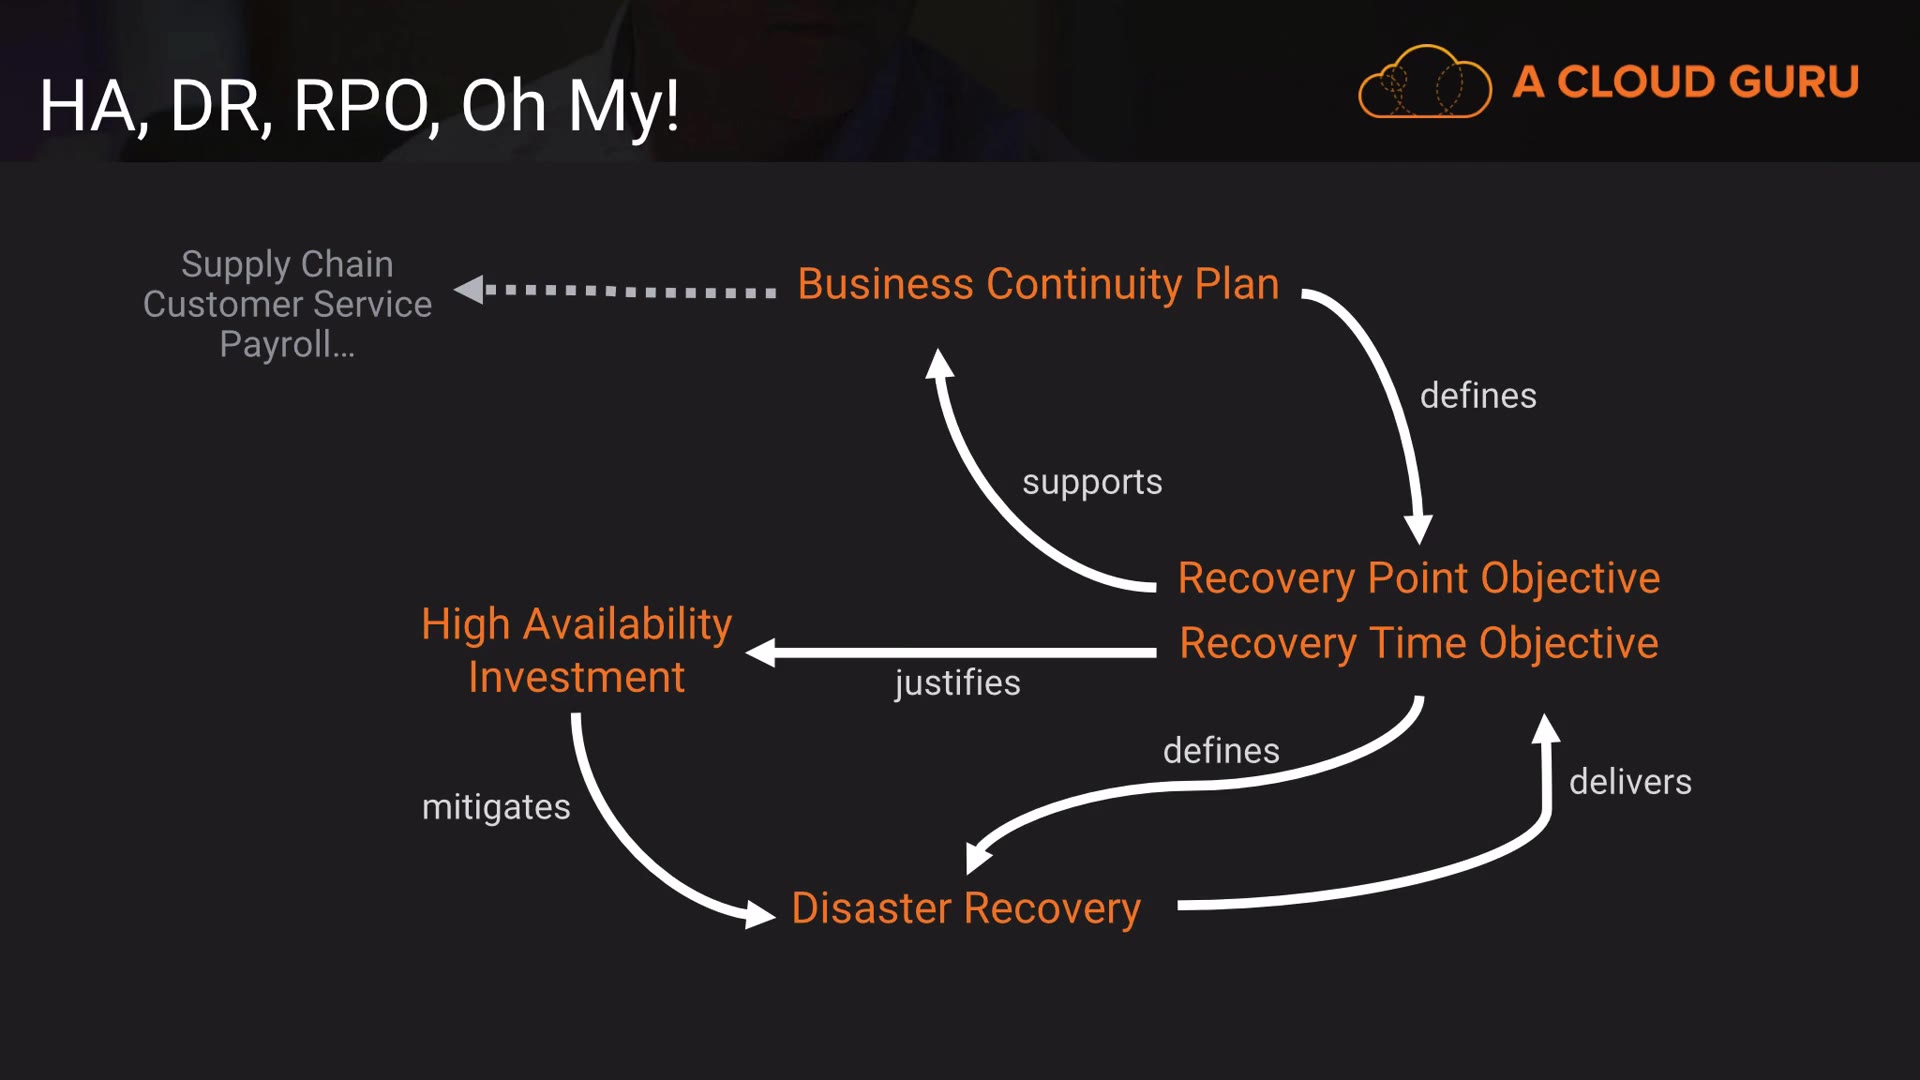 HA, DR, RPO, Oh My!
A CLOUD GURU
Supply Chain
Customer Service
Payroll...
Business Continuity Plan
defines
supports
Recovery Point Objective
Recovery Time Objective
High Availability
Investment
justifies
defines
delivers
mitigates
Disaster Recovery